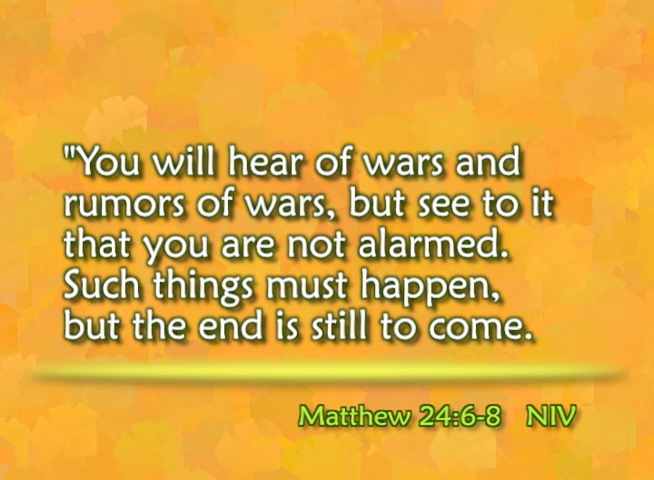 "You will hear of wars and
rumors of wars, but see to it
that you are not alarmed.
Such things must happen,
but the end is still to come.
Matthew 24:6-8 NIV